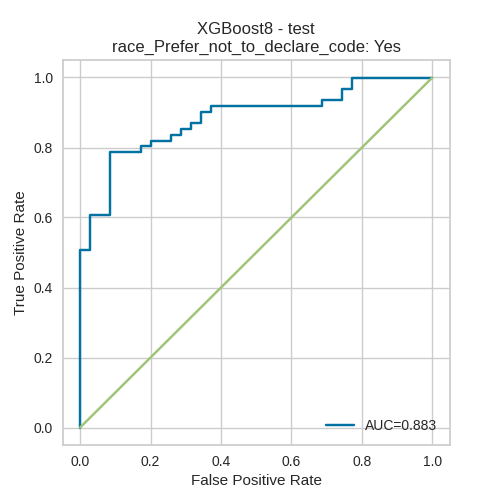 XGBoost8 - test
race_Prefer_not_to_declare_code: Yes
1.0
0.8
0.6
0.4
0.2
0.0
True Positive Rate
AUC=0.883
0.0 0.2 0.4 0.6 0.8 1.0
False Positive Rate